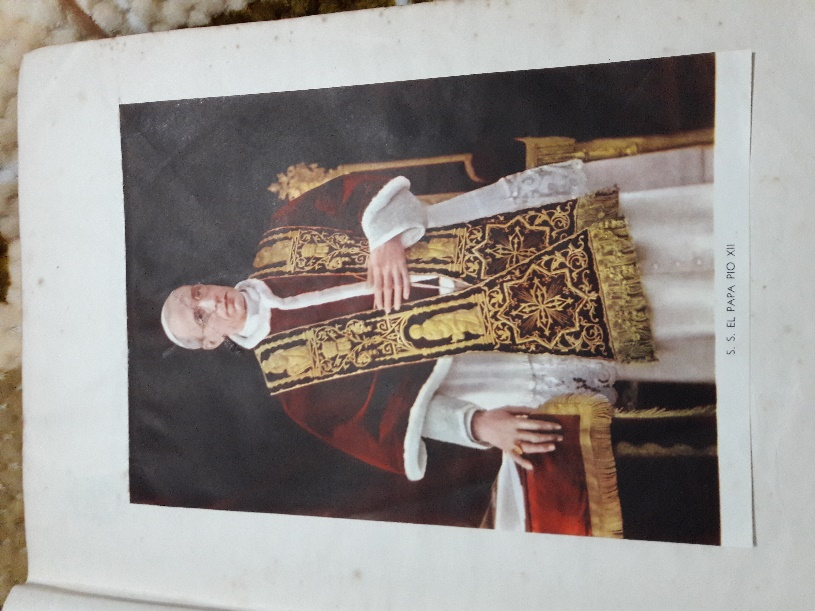 S. S. EL PAPA PIO XII